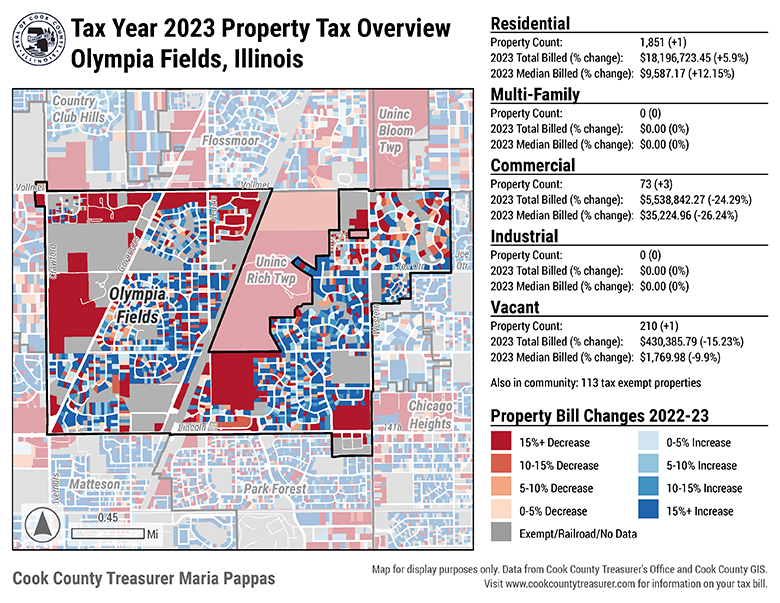 Tax Year 2023 Property Tax Overview
Olympia Fields, Illinois
Residential
Property Count: 1,851 (+1)
2023 Total Billed (% change): $18,196,723.45 (+5.9%)
2023 Median Billed (% change): $9,587.17 (+12.15%)
Multi-Family
Property Count: 0 (0)
2023 Total Billed (% change): $0.00 (0%)
2023 Median Billed (% change): $0.00 (0%)
Commercial
Property Count: 73 (+3)
2023 Total Billed (% change): $5,538,842.27 (-24.29%)
2023 Median Billed (% change): $35,224.96 (-26.24%)
Industrial
Property Count: 0 (0)
2023 Total Billed (% change): $0.00 (0%)
2023 Median Billed (% change): $0.00 (0%)
Vacant
Property Count: 210 (+1)
2023 Total Billed (% change): $430,385.79 (-15.23%)
2023 Median Billed (% change): $1,769.98 (-9.9%)
Also in community: 113 tax exempt properties
Property Bill Changes 2022-23
15%+ Decrease
10-15% Decrease
5-10% Decrease
0-5% Decrease
Exempt/Railroad/No Data
0-5% Increase
5-10% Increase
10-15% Increase
15%+ Increase
Country
Club Hills
Flossmoor
Uninc
Bloom
Twp
Vollmer
Vollmer
Governors
Uninc
Rich Twp
Joe Orr
Joe
Orr
Olympia
Fields
Western
Lincoln
14th
Chicago
Heights
Matteson
Park Forest
0.45
Mi
Cook County Treasurer Maria Pappas
Map for display purposes only. Data from Cook County Treasurer's Office and Cook County GIS.
Visit www.cookcountytreasurer.com for information on your tax bill.